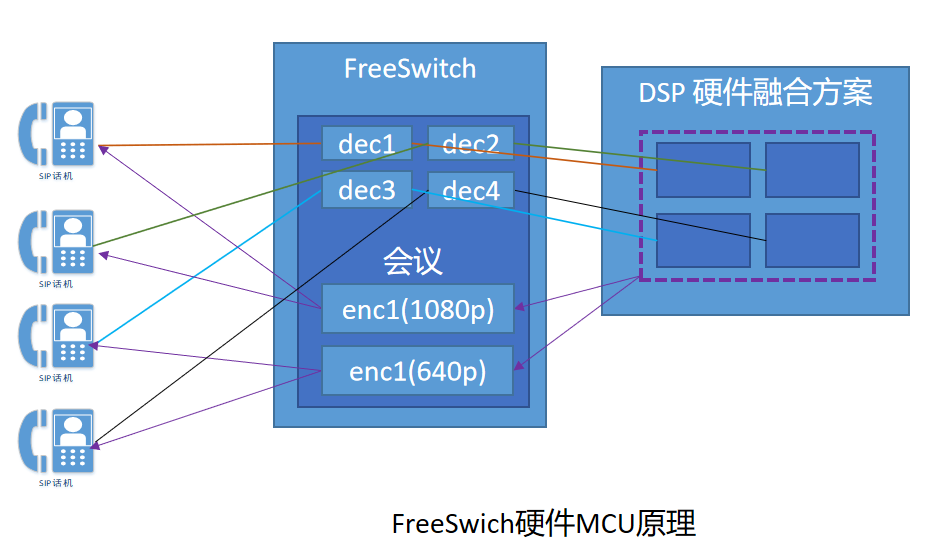 FreeSwitch
DSP 硬件融合方案
dec1
dec2
dec3
dec4
会议
enc1(1080p)
enc1(640p)
SIP话机
SIP话机
SIP话机
SIP话机
FreeSwich硬件MCU原理